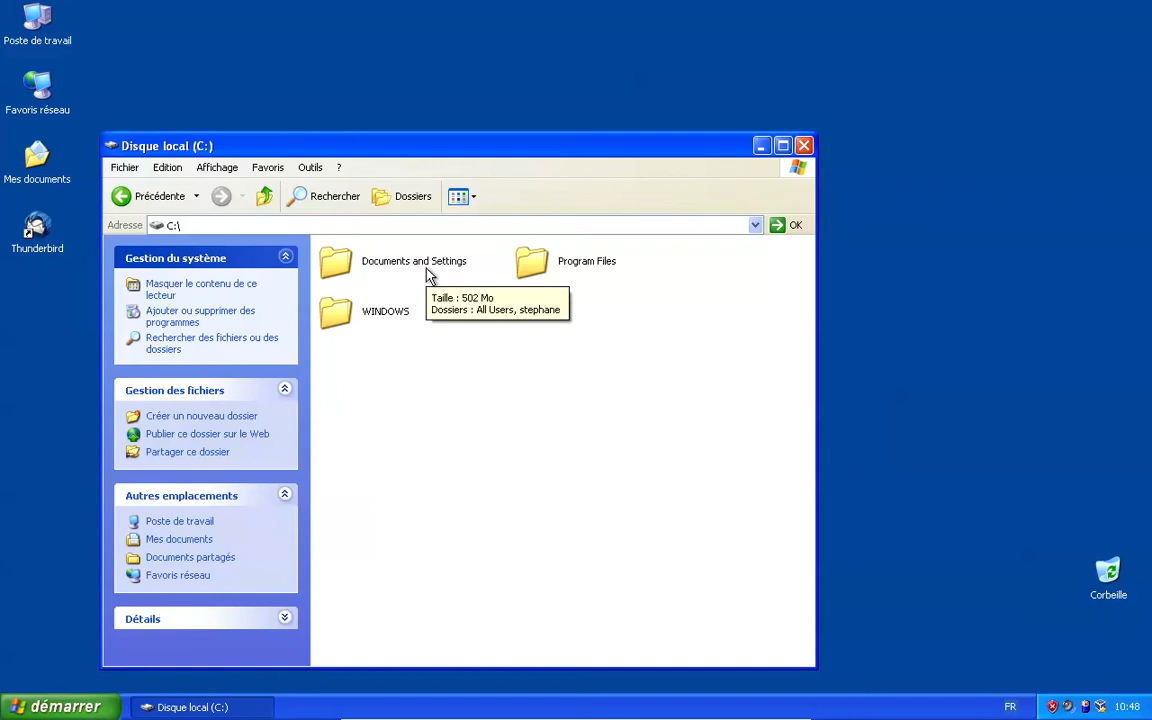 Poste de travail
Favoris réseau
Mes documents
Thunderbird
Disque local (C:)
Fichier Edition Affichage Favoris Outils ?
Précédente Rechercher Dossiers
Adresse C:\ OK
Gestion du système
Masquer le contenu de ce
lecteur
Ajouter ou supprimer des
programmes
Rechercher des fichiers ou des
dossiers
Gestion des fichiers
Créer un nouveau dossier
Publier ce dossier sur le Web
Partager ce dossier
Autres emplacements
Poste de travail
Mes documents
Documents partagés
Favoris réseau
Détails
Documents and Settings
Program Files
WINDOWS
Taille : 502 Mo
Dossiers : All Users, stephane
Corbeille
démarrer
Disque local (C:)
FR
10:48